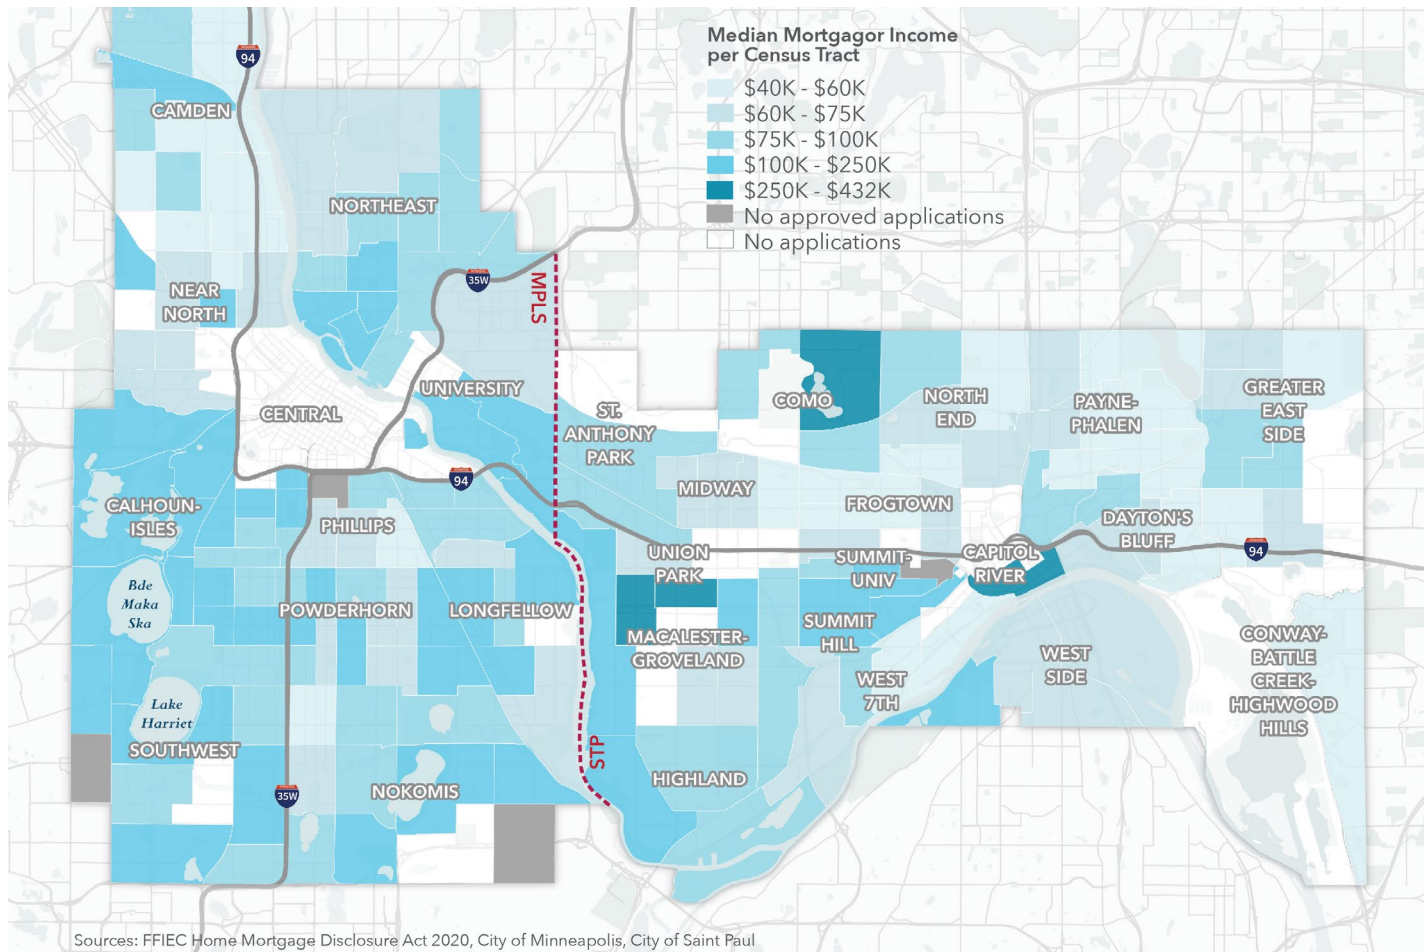 Median Mortgagor Income
per Census Tract
$40K - $60K
$60K - $75K
$75K - $100K
$100K - $250K
$250K - $432K
No approved applications
No applications
94
CAMDEN
NORTHEAST
35W
MPLS
NEAR
NORTH
UNIVERSITY
CENTRAL
ST.
ANTHONY
PARK
COMO
NORTH
END
PAYNE-
PHALEN
GREATER
EAST
SIDE
94
MIDWAY
FROGTOWN
CALHOUN-
ISLES
PHILLIPS
DAYTON'S
BLUFF
94
UNION
PARK
SUMMIT-
UNIV
CAPITOL
RIVER
Bde
Maka
Ska
POWDERHORN
LONGFELLOW
MACALESTER-
GROVELAND
SUMMIT
HILL
WEST
7TH
WEST
SIDE
CONWAY-
BATTLE
CREEK-
HIGHWOOD
HILLS
Lake
Harriet
SOUTHWEST
STP
HIGHLAND
NOKOMIS
35W
Sources: FFIEC Home Mortgage Disclosure Act 2020, City of Minneapolis, City of Saint Paul